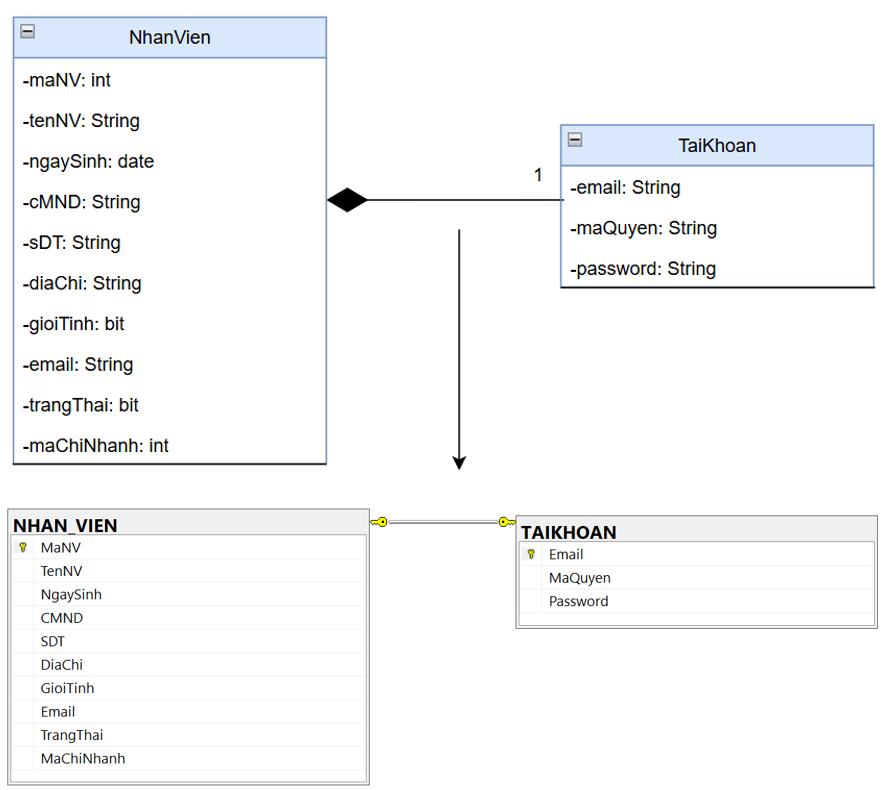 NhanVien
-maNV: int
-tenNV: String
-ngaySinh: date
-cMND: String
-sDT: String
-diaChi: String
-gioiTinh: bit
-email: String
-trangThai: bit
-maChiNhanh: int
1
TaiKhoan
-email: String
-maQuyen: String
-password: String
NHAN_VIEN
MaNV
TenNV
NgaySinh
CMND
SDT
DiaChi
GioiTinh
Email
TrangThai
MaChiNhanh
TAIKHOAN
Email
MaQuyen
Password